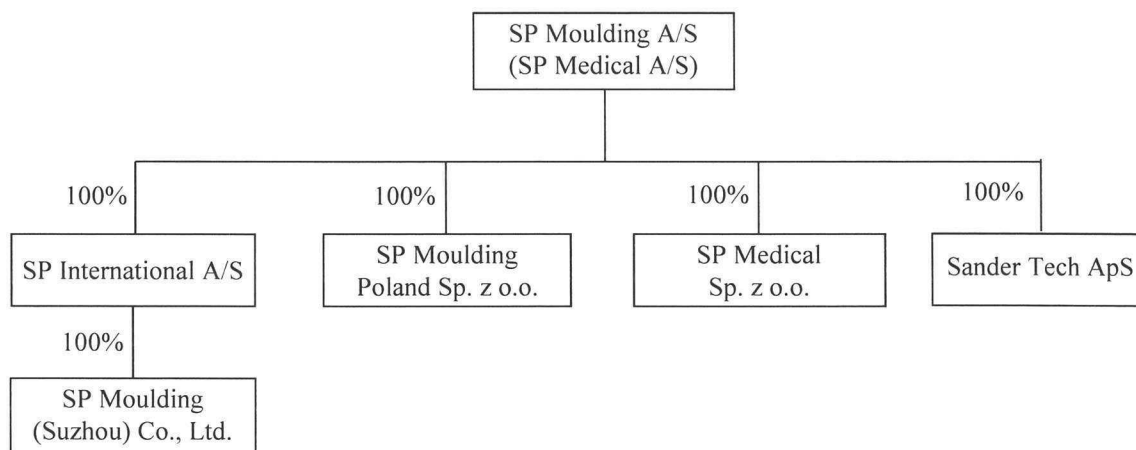 SP Moulding A/S
(SP Medical A/S)
100%
100%
100%
100%
SP International A/S
SP Moulding
Poland Sp. z o.o.
SP Medical
Sp. z o.o.
Sander Tech ApS
100%
SP Moulding
(Suzhou) Co., Ltd.